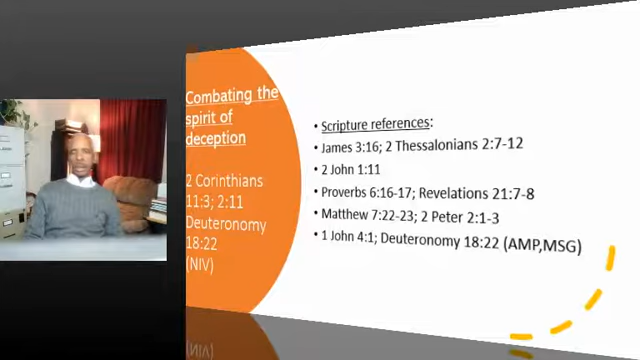 Combating the
spirit of
deception
2 Corinthians
11:3; 2:11
Deuteronomy
18:22
(NIV)
• Scripture references:
• James 3:16; 2 Thessalonians 2:7-12
• 2 John 1:11
• Proverbs 6:16-17; Revelations 21:7-8
• Matthew 7:22-23; 2 Peter 2:1-3
• 1 John 4:1; Deuteronomy 18:22 (AMP,MSG)